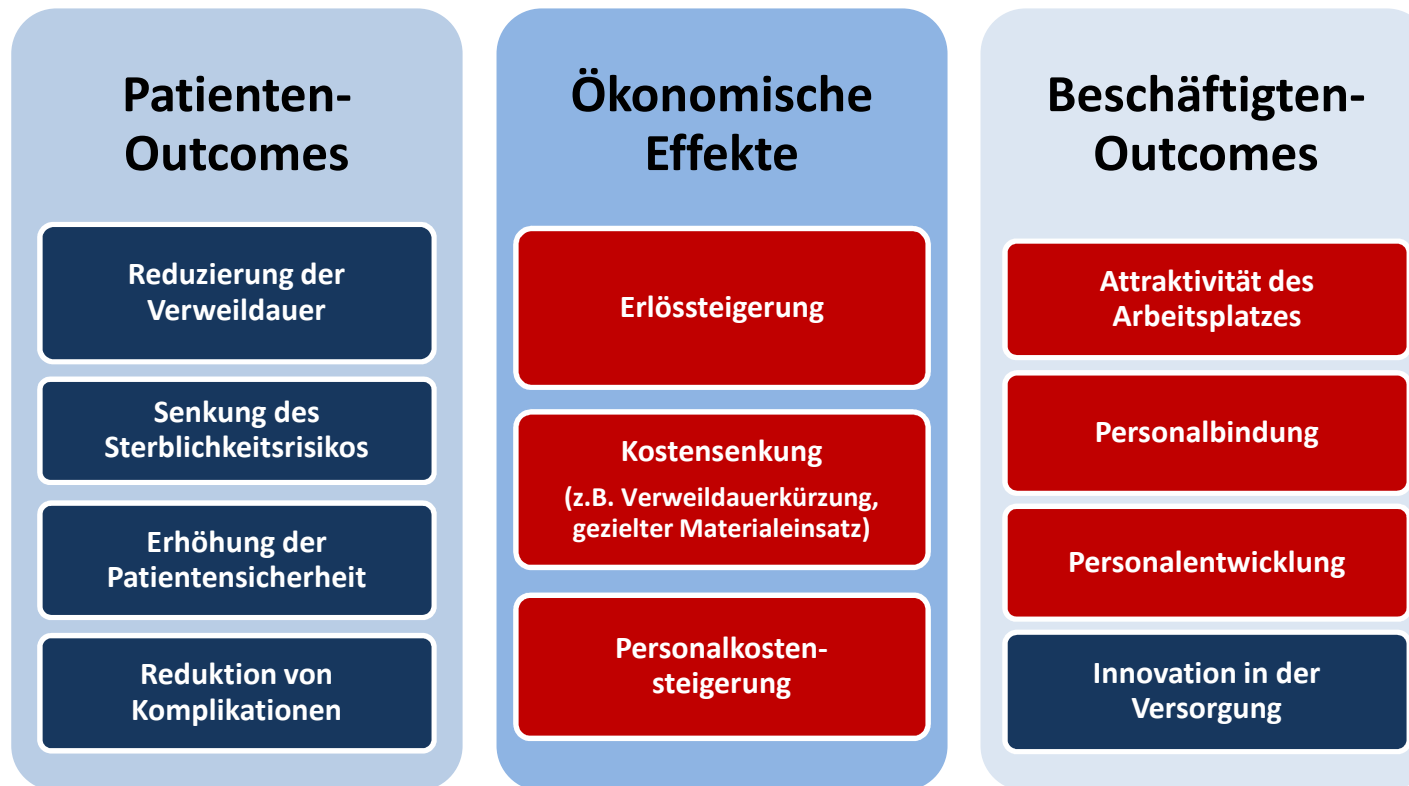 Patienten-
Outcomes
Reduzierung der
Verweildauer
Senkung des
Sterblichkeitsrisikos
Erhöhung der
Patientensicherheit
Reduktion von
Komplikationen
Ökonomische
Effekte
Erlössteigerung
Kostensenkung
(z.B. Verweildauerkürzung,
gezielter Materialeinsatz)
Personalkosten-
steigerung
Beschäftigten-
Outcomes
Attraktivität des
Arbeitsplatzes
Personalbindung
Personalentwicklung
Innovation in der
Versorgung